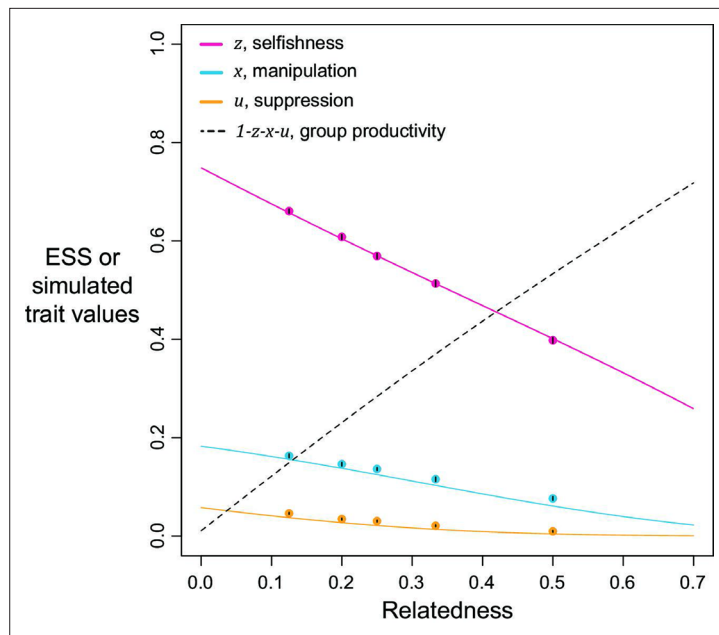 z, selfishness
x, manipulation
u, suppression
1-z-x-u, group productivity
ESS or
simulated
trait values
1.0
0.8
0.6
0.4
0.2
0.0
0.0 0.1 0.2 0.3 0.4 0.5 0.6 0.7
Relatedness